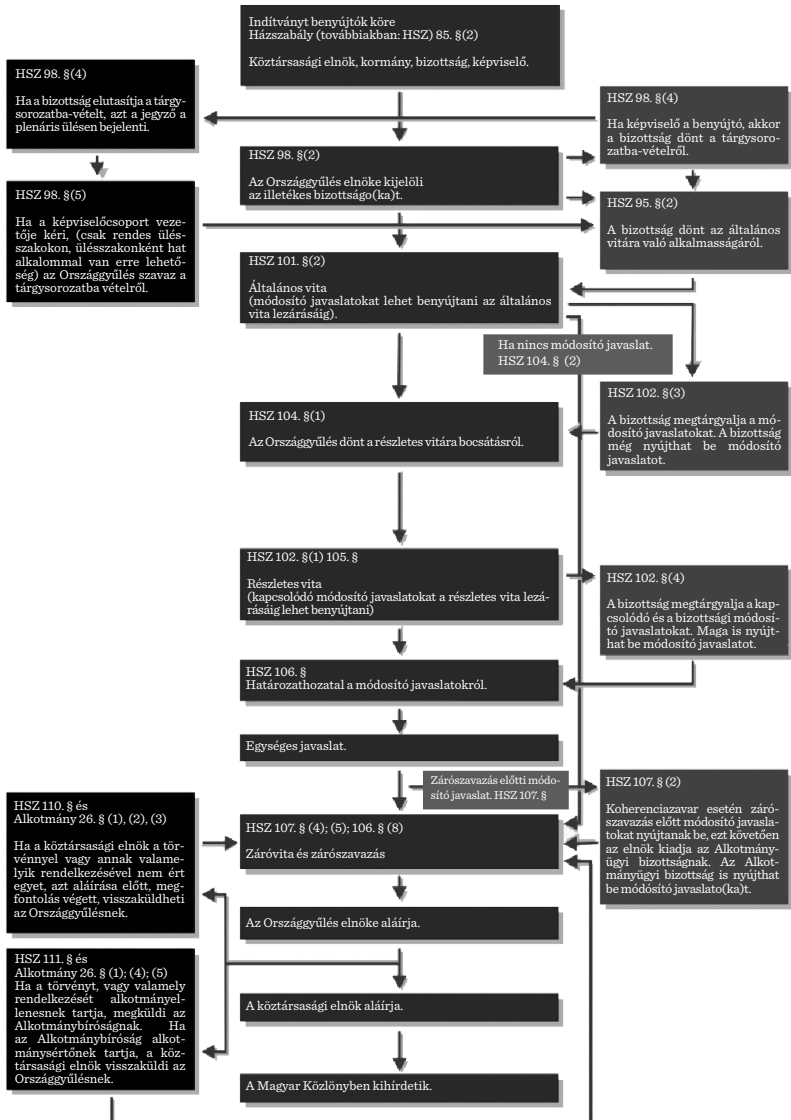 Indítványt benyújtók köre
Házszabály (továbbiakban: HSZ) 85. §(2)
Köztársasági elnök, kormány, bizottság, képviselő.
HSZ 98. §(4)
Ha a bizottság elutasítja a tárgy-
sorozatba-vételt, azt a jegyző a
plenáris ülésen bejelenti.
HSZ 98. §(4)
Ha képviselő a benyújtó, akkor
a bizottság dönt a tárgysoro-
zatba-vételről.
HSZ 98. §(2)
Az Országgyűlés elnöke kijelöli
az illetékes bizottságo(ka)t.
HSZ 98. §(5)
Ha a képviselőcsoport veze-
tője kéri, (csak rendes ülés-
szakokon, ülésszakonként hat
alkalommal van erre lehető-
ség) az Országgyűlés szavaz a
tárgysorozatba vételről.
HSZ 95. §(2)
A bizottság dönt az általános
vitára való alkalmasságáról.
HSZ 101. §(2)
Általános vita
(módosító javaslatokat lehet benyújtani az általános
vita lezárásáig).
Ha nincs módosító javaslat.
HSZ 104. § (2)
HSZ 102. §(3)
A bizottság megtárgyalja a mó-
dosító javaslatokat. A bizottság
még nyújthat be módosító
javaslatot.
HSZ 104. §(1)
Az Országgyűlés dönt a részletes vitára bocsátásról.
HSZ 102. §(1) 105. §
Részletes vita
(kapcsolódó módosító javaslatokat a részletes vita lezá-
rásáig lehet benyújtani)
HSZ 102. §(4)
A bizottság megtárgyalja a kap-
csolódó és a bizottsági módosí-
tó javaslatokat. Maga is nyújt-
hat be módosító javaslatot.
HSZ 106. §
Határozathozatal a módosító javaslatokról.
Egységes javaslat.
Zárószavazás előtti módo-
sító javaslat. HSZ 107. §
HSZ 107. § (2)
Koherenciazavar esetén záró-
szavazás előtt módosító javasla-
tokat nyújtanak be, ezt követően
az elnök kiadja az Alkotmány-
ügyi bizottságnak. Az Alkot-
mányügyi bizottság is nyújthat
be módósító javaslato(ka)t.
HSZ 110. § és
Alkotmány 26. § (1), (2), (3)
Ha a köztársasági elnök a tör-
vénnyel vagy annak valame-
lyik rendelkezésével nem ért
egyet, azt aláírása előtt, meg-
fontolás végett, visszaküldheti
az Országgyűlésnek.
HSZ 107. § (4); (5); 106. § (8)
Záróvita és zárószavazás
Az Országgyűlés elnöke aláírja.
HSZ 111. § és
Alkotmány 26. § (1); (4); (5)
Ha a törvényt, vagy valamely
rendelkezését alkotmányel-
lenesnek tartja, megküldi az
Alkotmánybíróságnak. Ha
az Alkotmánybíróság alkot-
mánysértőnek tartja, a köz-
társasági elnök visszaküldi az
Országgyűlésnek.
A köztársasági elnök aláírja.
A Magyar Közlönyben kihirdetik.